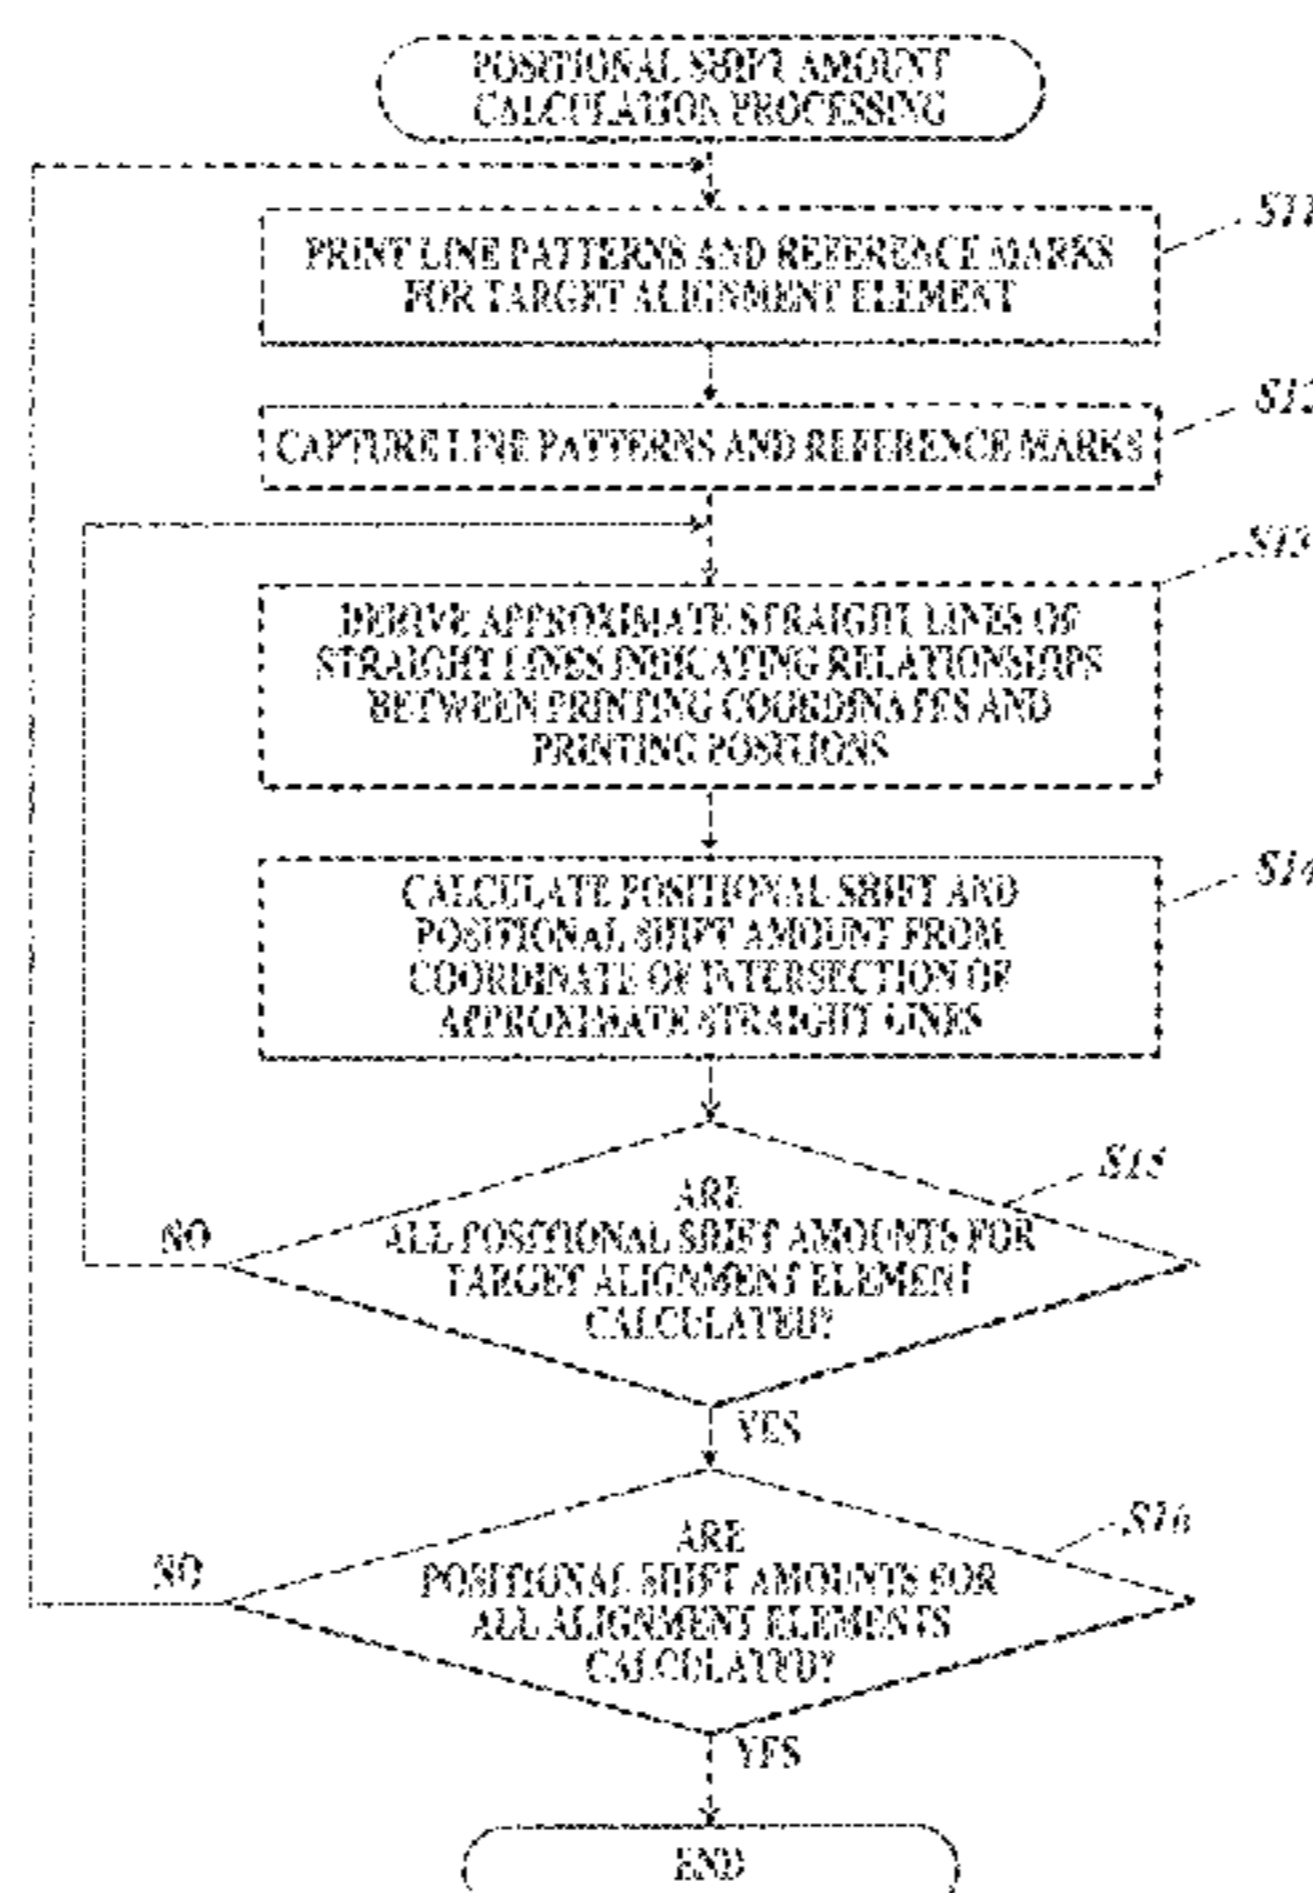 POSITIONAL SHIFT AMOUNT
CALCULATION PROCESSING
S11
PRINT LINE PATTERNS AND REFERENCE MARKS
FOR TARGET ALIGNMENT ELEMENT
S12
CAPTURE LINE PATTERNS AND REFERENCE MARKS
S13
DERIVE APPROXIMATE STRAIGHT LINES OF
STRAIGHT LINES INDICATING RELATIONSHIPS
BETWEEN PRINTING COORDINATES AND
PRINTING POSITIONS
S14
CALCULATE POSITIONAL SHIFT AND
POSITIONAL SHIFT AMOUNT FROM
COORDINATE OF INTERSECTION OF
APPROXIMATE STRAIGHT LINES
S15
ARE
ALL POSITIONAL SHIFT AMOUNTS FOR
TARGET ALIGNMENT ELEMENT
CALCULATED?
NO
YES
S16
ARE
POSITIONAL SHIFT AMOUNTS FOR
ALL ALIGNMENT ELEMENTS
CALCULATED?
NO
YES
END